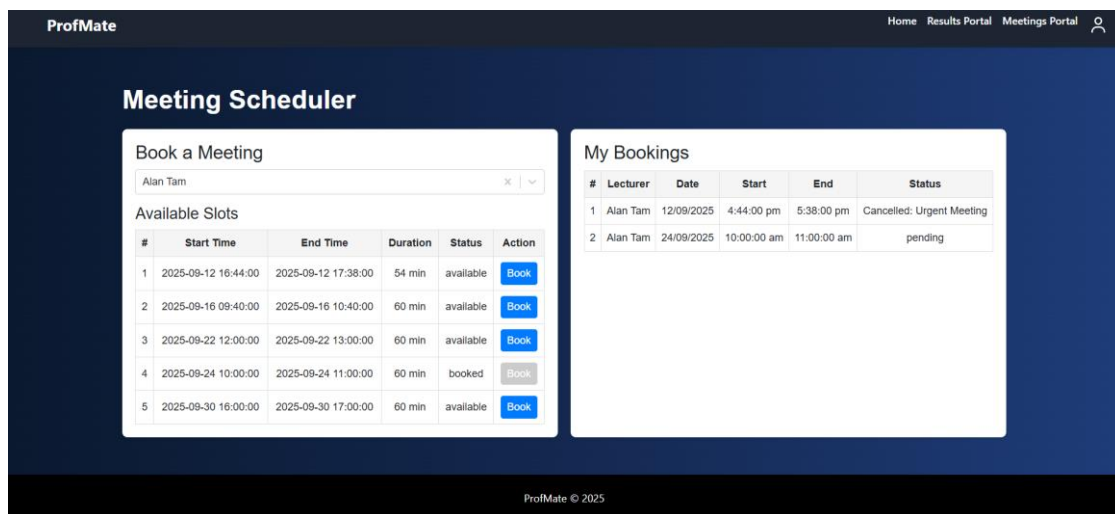 ProfMate
Home Results Portal Meetings Portal
Meeting Scheduler
Book a Meeting
Alan Tam
Available Slots
# Start Time End Time Duration Status Action
1 2025-09-12 16:44:00 2025-09-12 17:38:00 54 min available Book
2 2025-09-16 09:40:00 2025-09-16 10:40:00 60 min available Book
3 2025-09-22 12:00:00 2025-09-22 13:00:00 60 min available Book
4 2025-09-24 10:00:00 2025-09-24 11:00:00 60 min booked Book
5 2025-09-30 16:00:00 2025-09-30 17:00:00 60 min available Book
My Bookings
# Lecturer Date Start End Status
1 Alan Tam 12/09/2025 4:44:00 pm 5:38:00 pm Cancelled: Urgent Meeting
2 Alan Tam 24/09/2025 10:00:00 am 11:00:00 am pending
ProfMate © 2025